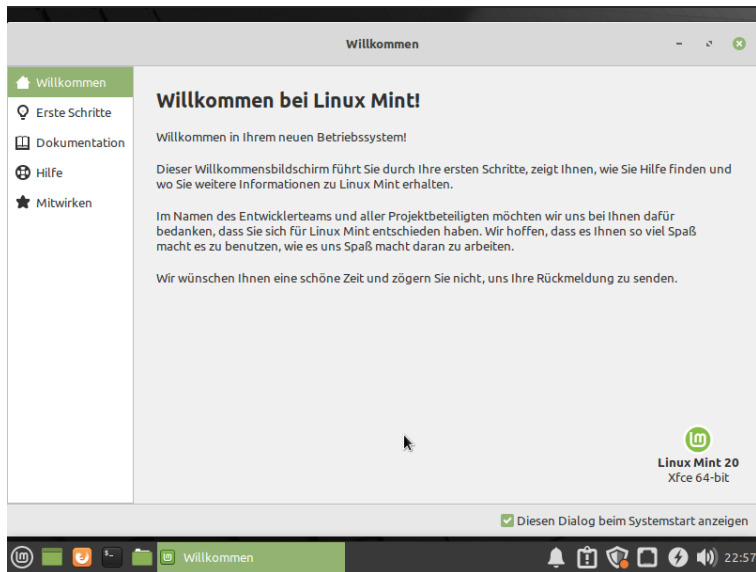 Willkommen
Willkommen
Erste Schritte
Dokumentation
Hilfe
Mitwirken
Willkommen bei Linux Mint!
Willkommen in Ihrem neuen Betriebssystem!
Dieser Willkommensbildschirm führt Sie durch Ihre ersten Schritte, zeigt Ihnen, wie Sie Hilfe finden und
wo Sie weitere Informationen zu Linux Mint erhalten.
Im Namen des Entwicklerteams und aller Projektbeteiligten möchten wir uns bei Ihnen dafür
bedanken, dass Sie sich für Linux Mint entschieden haben. Wir hoffen, dass es Ihnen so viel Spaß
macht es zu benutzen, wie es uns Spaß macht daran zu arbeiten.
Wir wünschen Ihnen eine schöne Zeit und zögern Sie nicht, uns Ihre Rückmeldung zu senden.
Linux Mint 20
Xfce 64-bit
Diesen Dialog beim Systemstart anzeigen
Willkommen
22:57